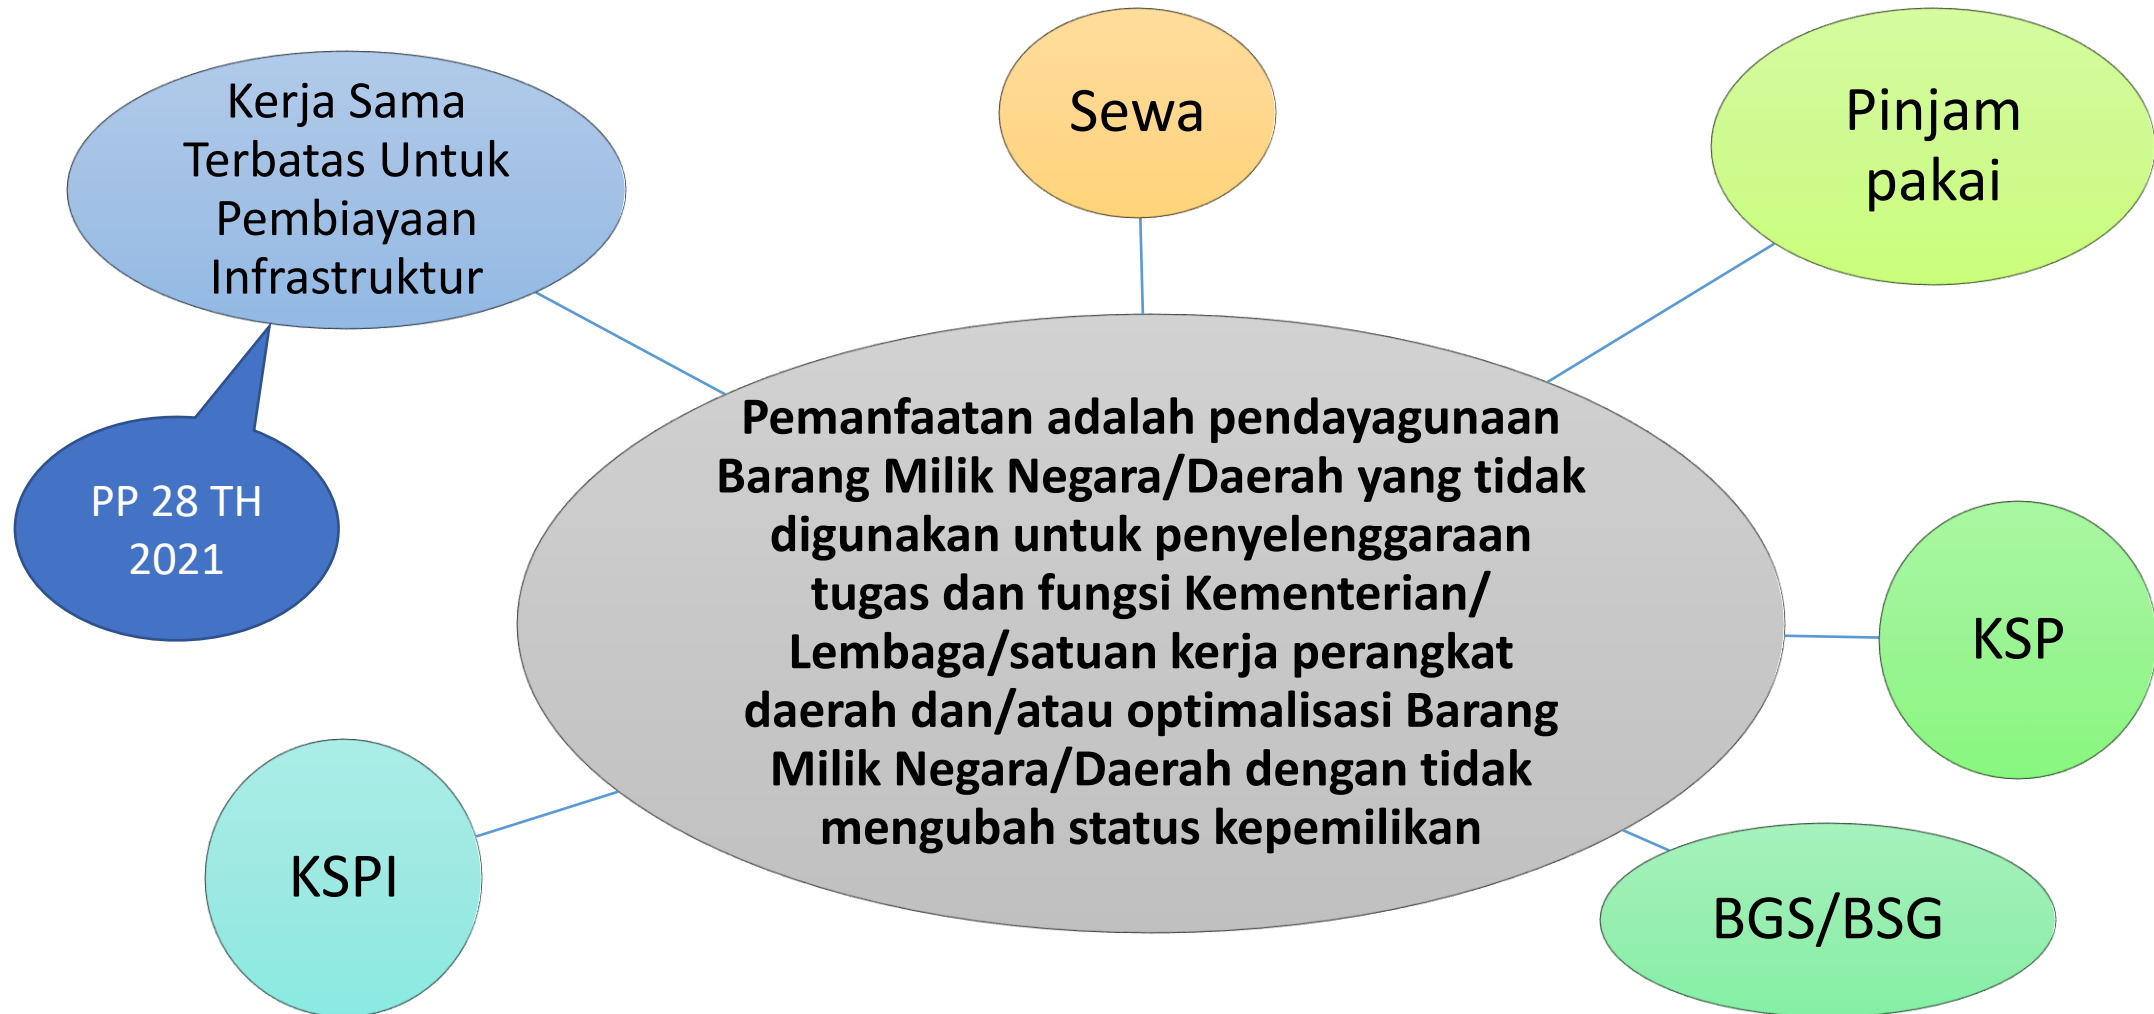 Kerja Sama
Terbatas Untuk
Pembiayaan
Infrastruktur
Sewa
Pinjam
pakai
PP 28 TH
2021
Pemanfaatan adalah pendayagunaan
Barang Milik Negara/Daerah yang tidak
digunakan untuk penyelenggaraan
tugas dan fungsi Kementerian/
Lembaga/satuan kerja perangkat
daerah dan/atau optimalisasi Barang
Milik Negara/Daerah dengan tidak
mengubah status kepemilikan
KSP
KSPI
BGS/BSG